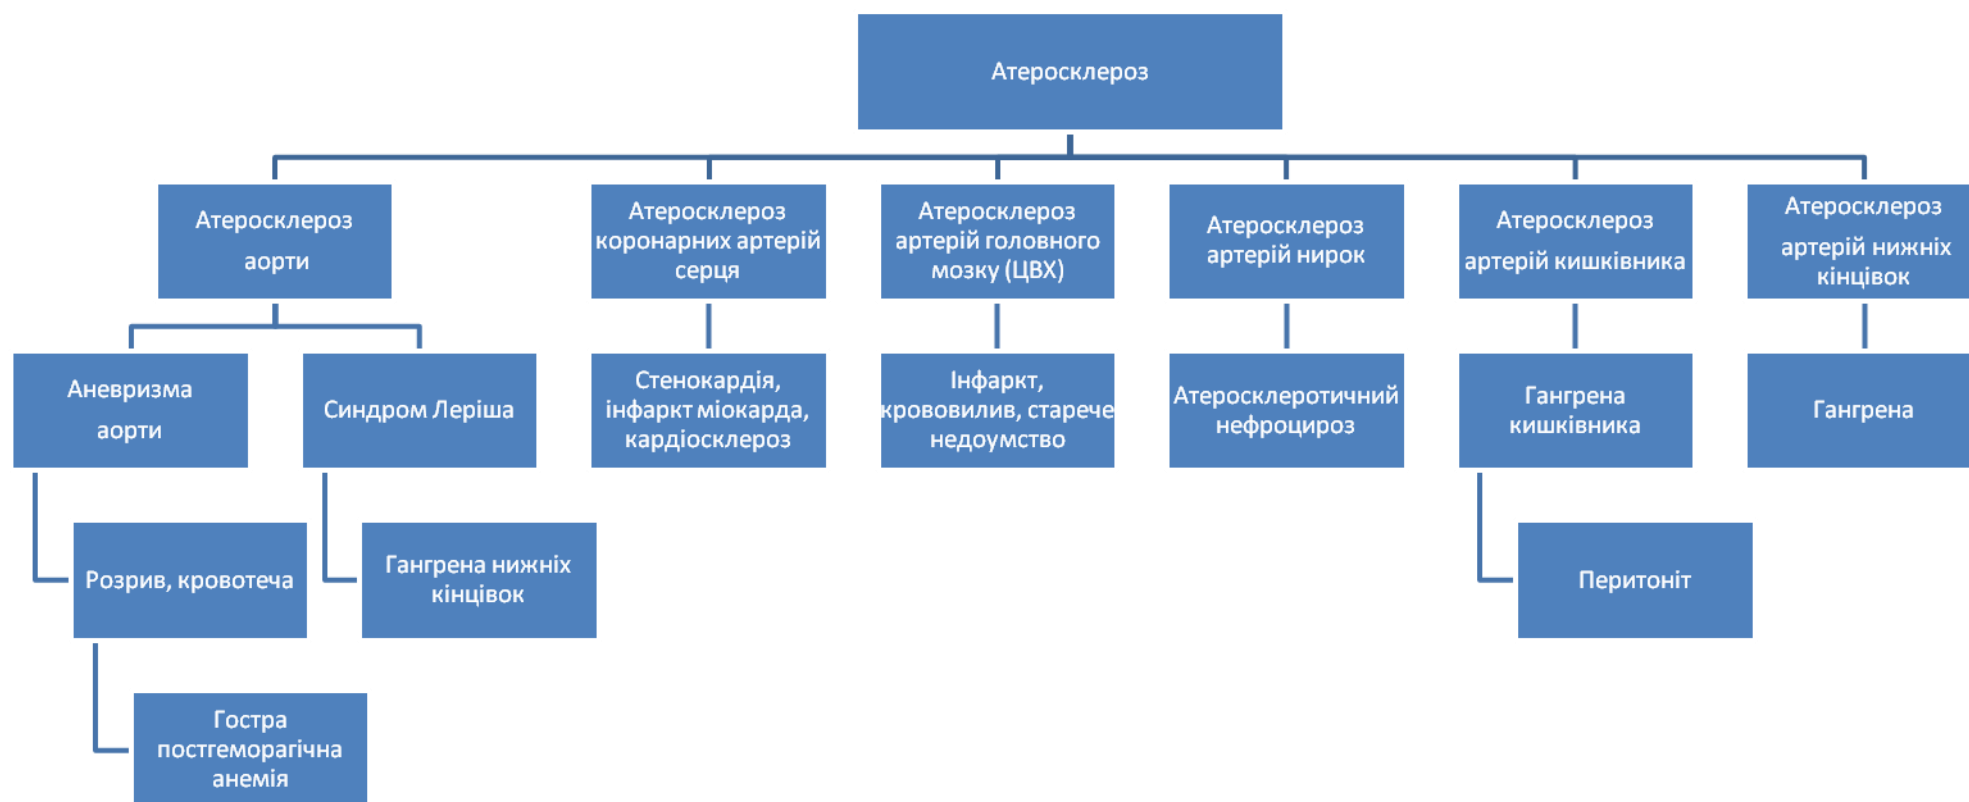 Атеросклероз
Атеросклероз
аорти
Атеросклероз
коронарних артерій
серця
Атеросклероз
артерій головного
мозку (ЦВХ)
Атеросклероз
артерій нирок
Атеросклероз
артерій кишківника
Атеросклероз
артерій нижніх
кінцівок
Аневризма
аорти
Синдром Леріша
Стенокардія,
інфаркт міокарда,
кардіосклероз
Інфаркт,
крововилив, старече
недоумство
Атеросклеротичний
нефроцироз
Гангрена
кишківника
Гангрена
Розрив, кровотеча
Гангрена нижніх
кінцівок
Перитоніт
Гостра
постгеморагічна
анемія